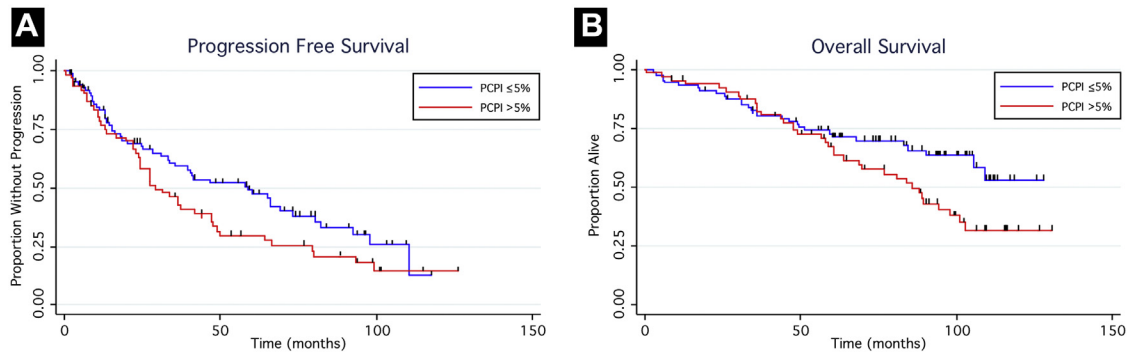 A
Progression Free Survival
Proportion Without Progression
1.00
0.75
0.50
0.25
0.00
PCPI ≤5%
PCPI >5%
0 50 100 150
Time (months)
B
Overall Survival
Proportion Alive
1.00
0.75
0.50
0.25
0.00
PCPI ≤5%
PCPI >5%
0 50 100 150
Time (months)